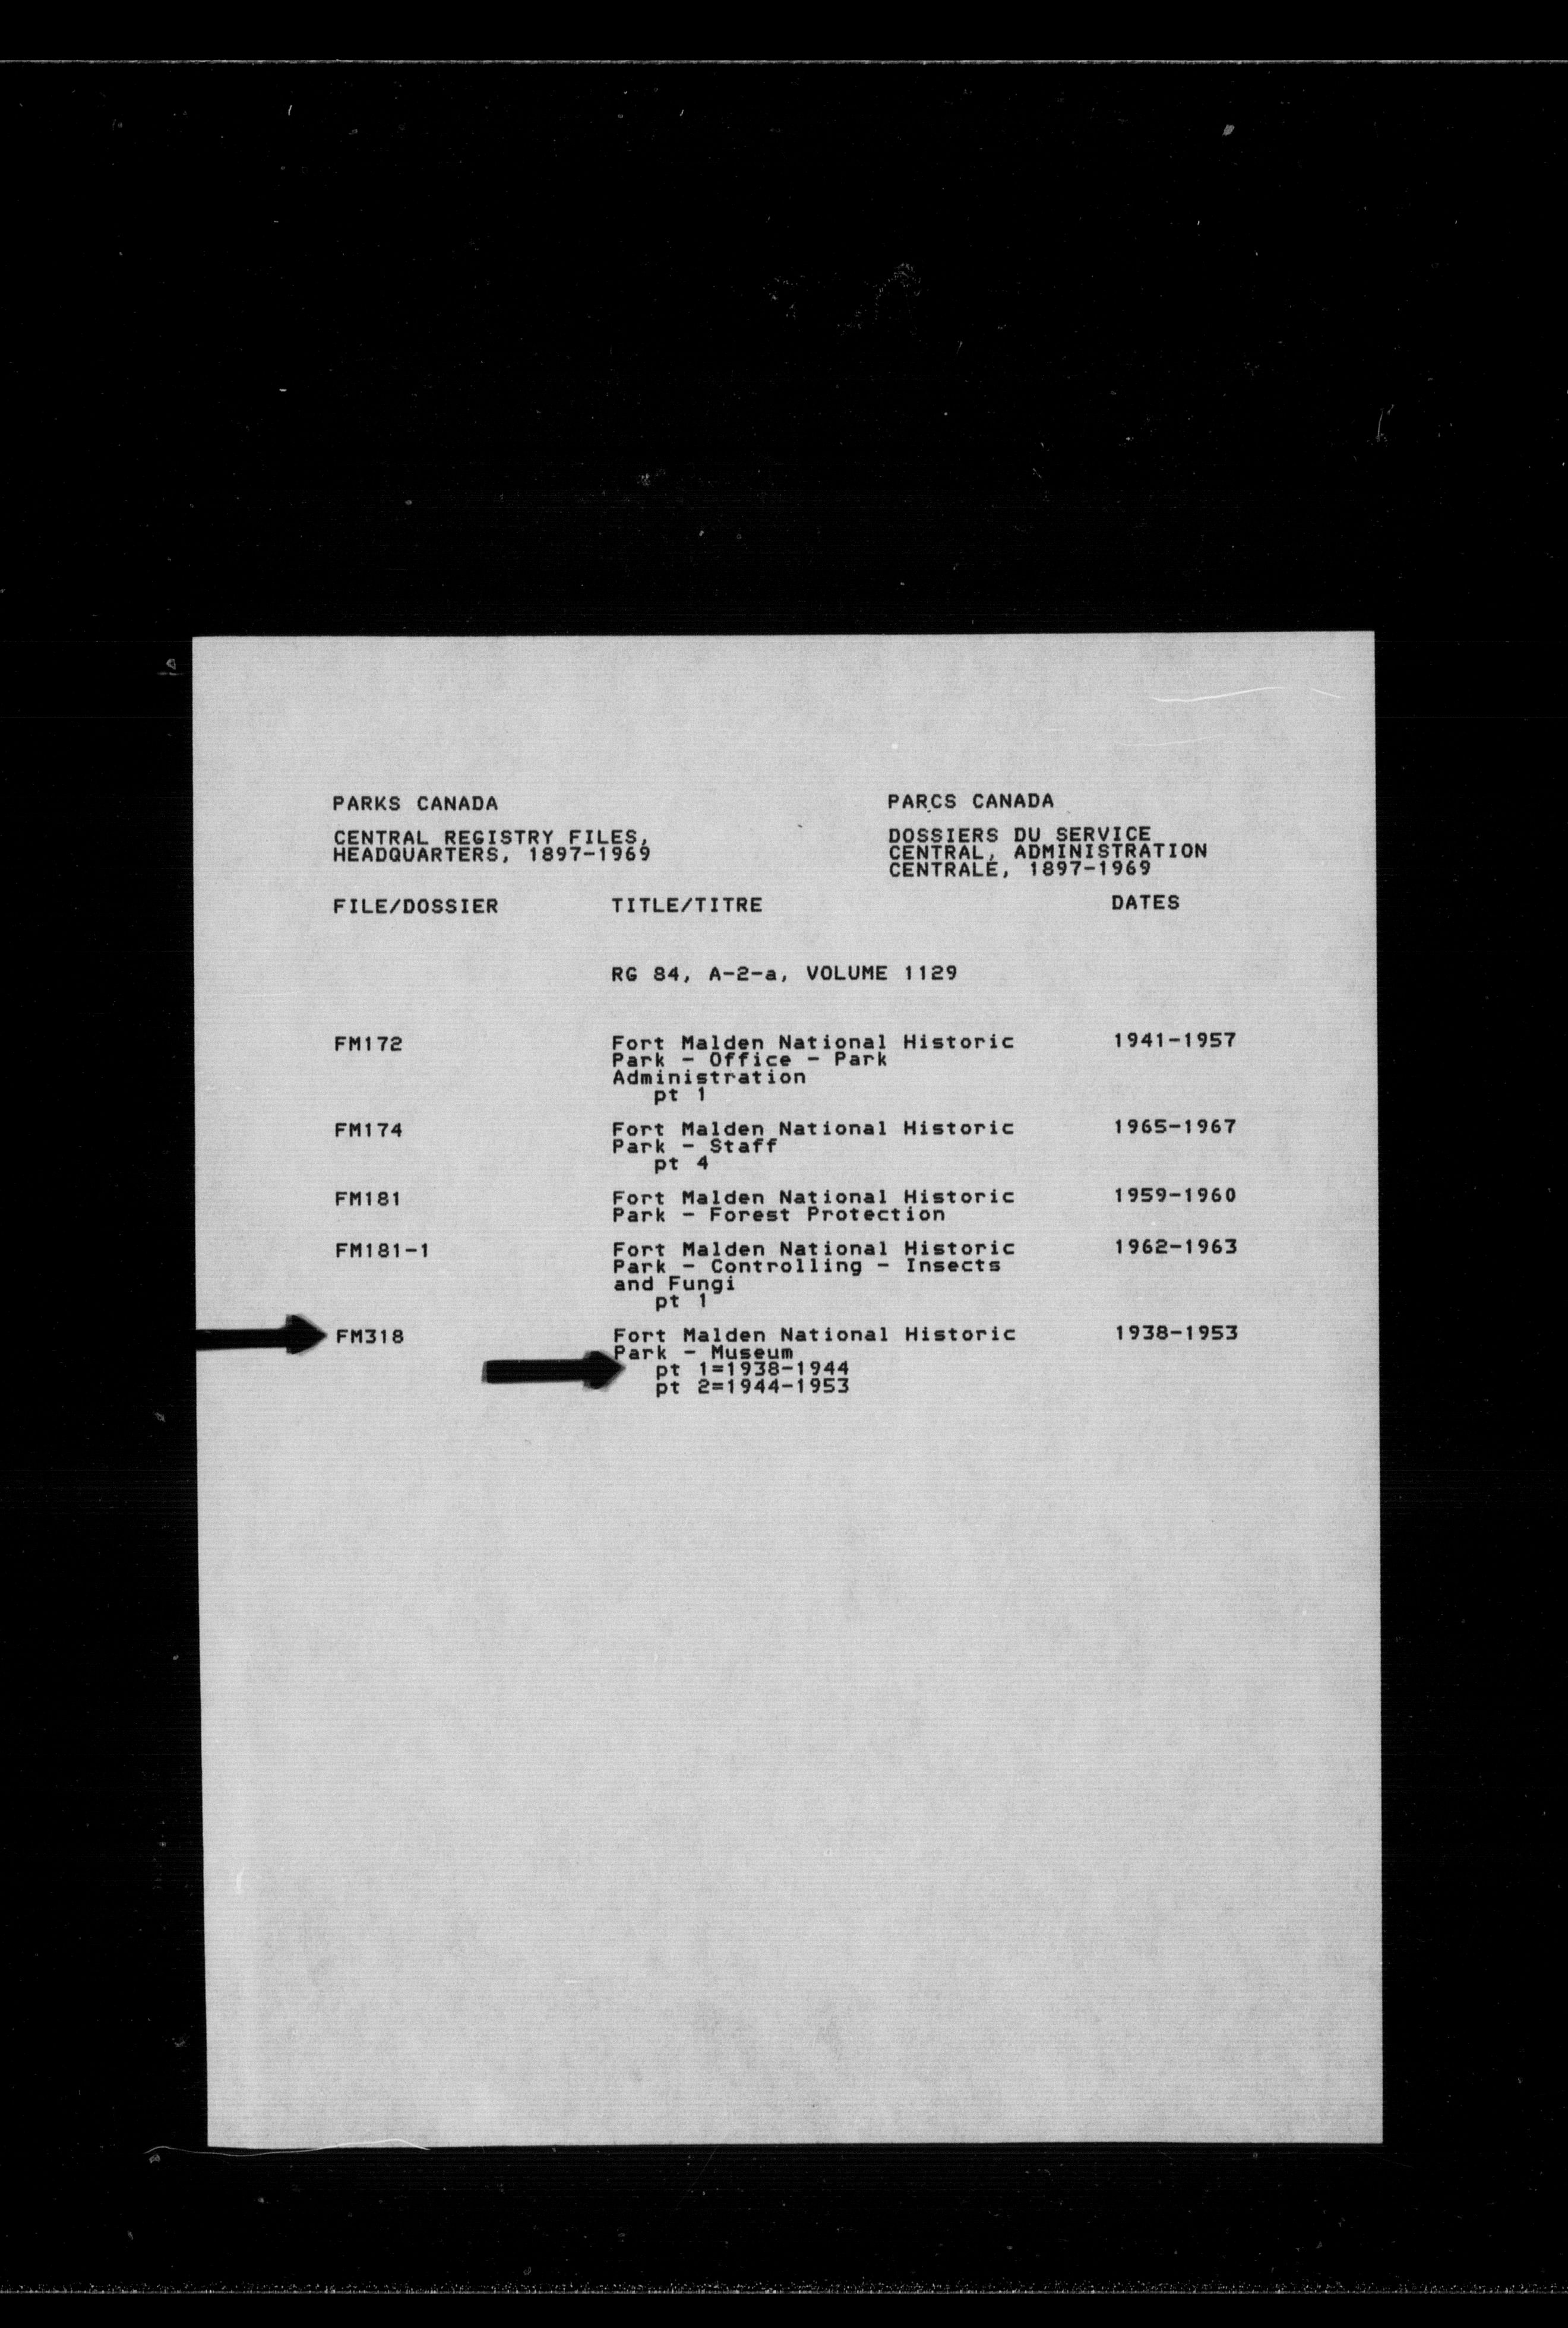 PARKS CANADA
CENTRAL REGISTRY FILES,
HEADQUARTERS, 1897-1969
PARCS CANADA
DOSSIERS DU SERVICE
CENTRAL, ADMINISTRATION
CENTRALE, 1897-1969
FILE/DOSSIER TITLE/TITRE DATES
RG 84, A-2-a, VOLUME 1129
FM172 Fort Malden National Historic 1941-1957
Park - Office - Park
Administration
pt 1
FM174 Fort Malden National Historic 1965-1967
Park - Staff
pt 4
FM181 Fort Malden National Historic 1959-1960
Park - Forest Protection
FM181-1 Fort Malden National Historic 1962-1963
Park - Controlling - Insects
and Fungi
pt 1
FM318 Fort Malden National Historic 1938-1953
Park - Museum
pt 1=1938-1944
pt 2=1944-1953